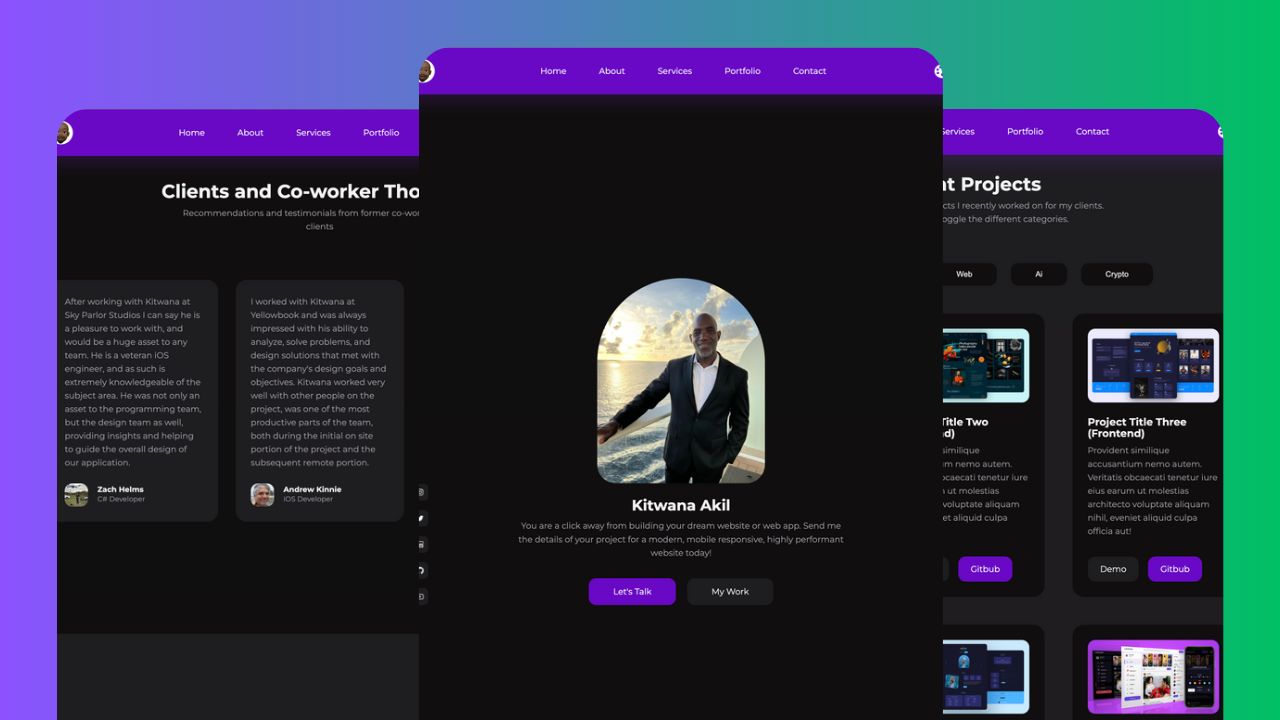 Home About Services Portfolio
Clients and Co-worker Tho
Recommendations and testimonials from former co-wor
clients
After working with Kitwana at
Sky Parlor Studios I can say he is
a pleasure to work with, and
would be a huge asset to any
team. He is a veteran iOS
engineer, and as such is
extremely knowledgeable of the
subject area. He was not only an
asset to the programming team,
but the design team as well,
providing insights and helping
to guide the overall design of
our application.
Zach Helms
C# Developer
I worked with Kitwana at
Yellowbook and was always
impressed with his ability to
analyze, solve problems, and
design solutions that met with
the company's design goals and
objectives. Kitwana worked very
well with other people on the
project, was one of the most
productive parts of the team,
both during the initial on site
portion of the project and the
subsequent remote portion.
Andrew Kinnie
iOS Developer
Home About Services Portfolio Contact
Kitwana Akil
You are a click away from building your dream website or web app. Send me
the details of your project for a modern, mobile responsive, highly performant
website today!
Let's Talk My Work
Services Portfolio Contact
nt Projects
cts I recently worked on for my clients.
oggle the different categories.
Web Ai Crypto
Title Two
nd)
similique
m nemo autem.
bcaecati tenetur iure
n ut molestias
voluptate aliquam
et aliquid culpa
Gitbub
Project Title Three
(Frontend)
Provident similique
accusantium nemo autem.
Veritatis obcaecati tenetur iure
eius earum ut molestias
architecto voluptate aliquam
nihil, eveniet aliquid culpa
officia aut!
Demo Gitbub